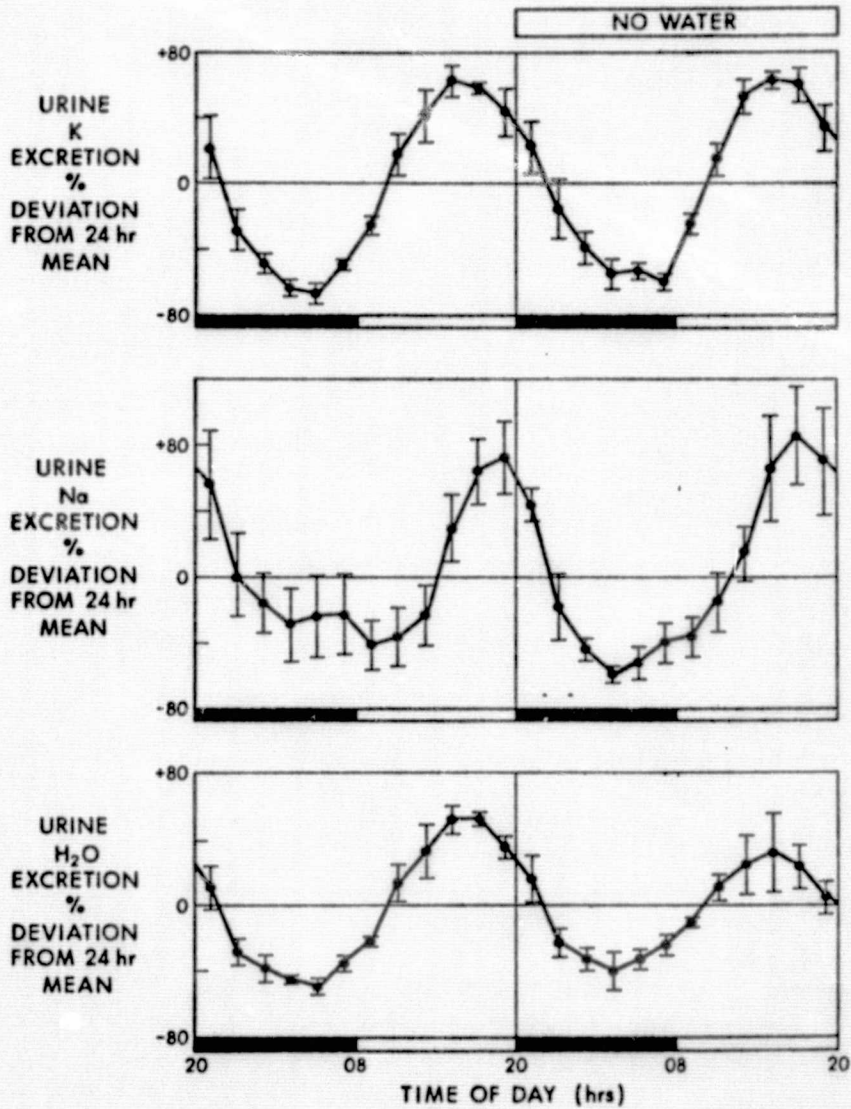 NO WATER
+80
0
-80
URINE
K
EXCRETION
%
DEVIATION
FROM 24 hr
MEAN
+80
0
-80
URINE
Na
EXCRETION
%
DEVIATION
FROM 24 hr
MEAN
+80
0
-80
URINE
H₂O
EXCRETION
%
DEVIATION
FROM 24 hr
MEAN
20 08 20 08 20
TIME OF DAY (hrs)